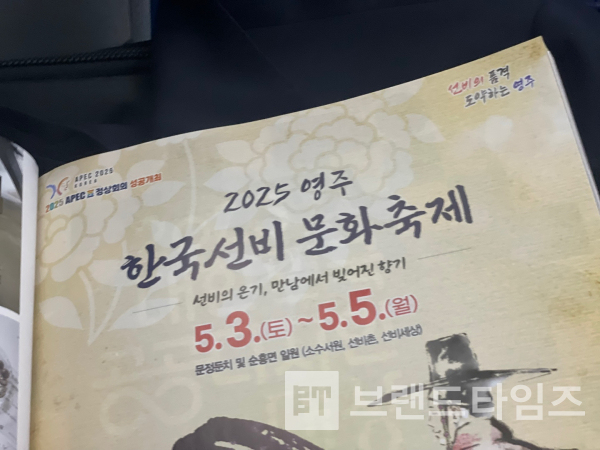 선비의 품격
도약하는 영주
APEC 2025
KOREA
2025 APEC 정상회의 성공개최
2025 영주
한국선비 문화축제
선비의 온기, 만남에서 빚어진 향기
5.3.(토) ~ 5.5.(월)
문정둔치 및 순흥면 일원 (소수서원, 선비촌, 선비세상)
BT 브랜드타임즈